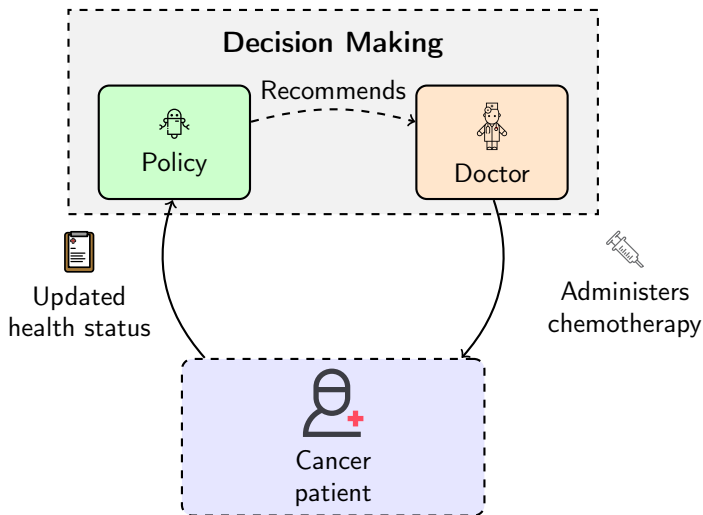 Decision Making
Recommends
Policy
Doctor
Updated
health status
Administers
chemotherapy
Cancer
patient